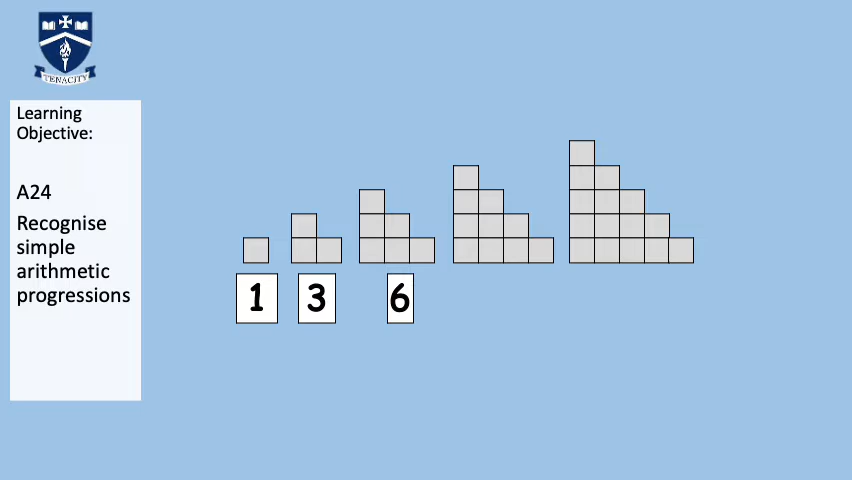 TENACITY
Learning
Objective:
A24
Recognise
simple
arithmetic
progressions
1 3 6